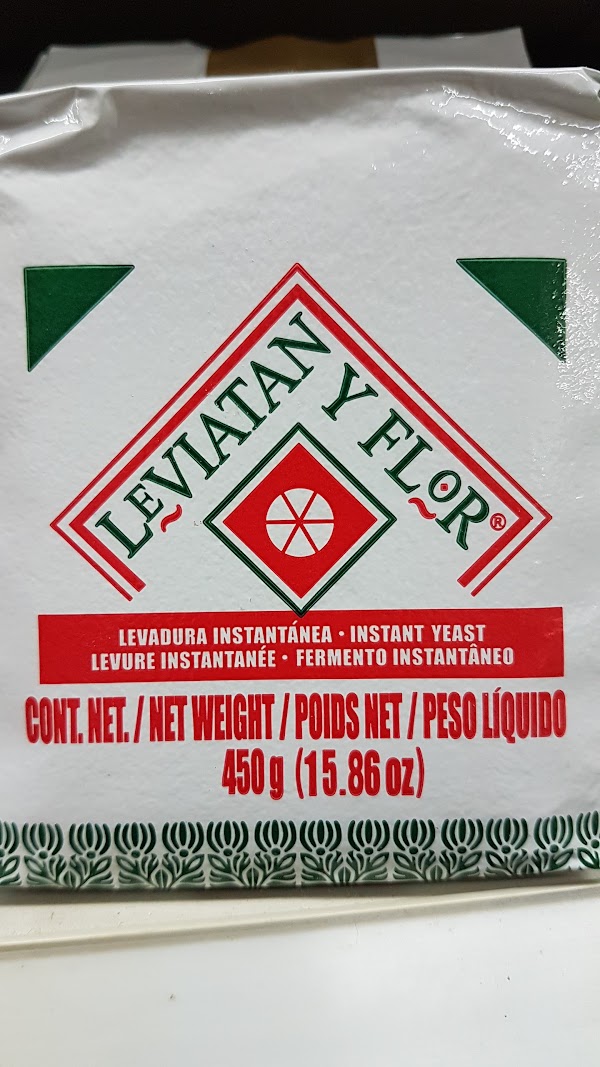 LEVIATAN Y FLOR®
LEVADURA INSTANTÁNEA • INSTANT YEAST
LEVURE INSTANTANÉE • FERMENTO INSTANTÂNEO
CONT. NET. / NET WEIGHT / POIDS NET / PESO LÍQUIDO
450 g (15.86 oz)